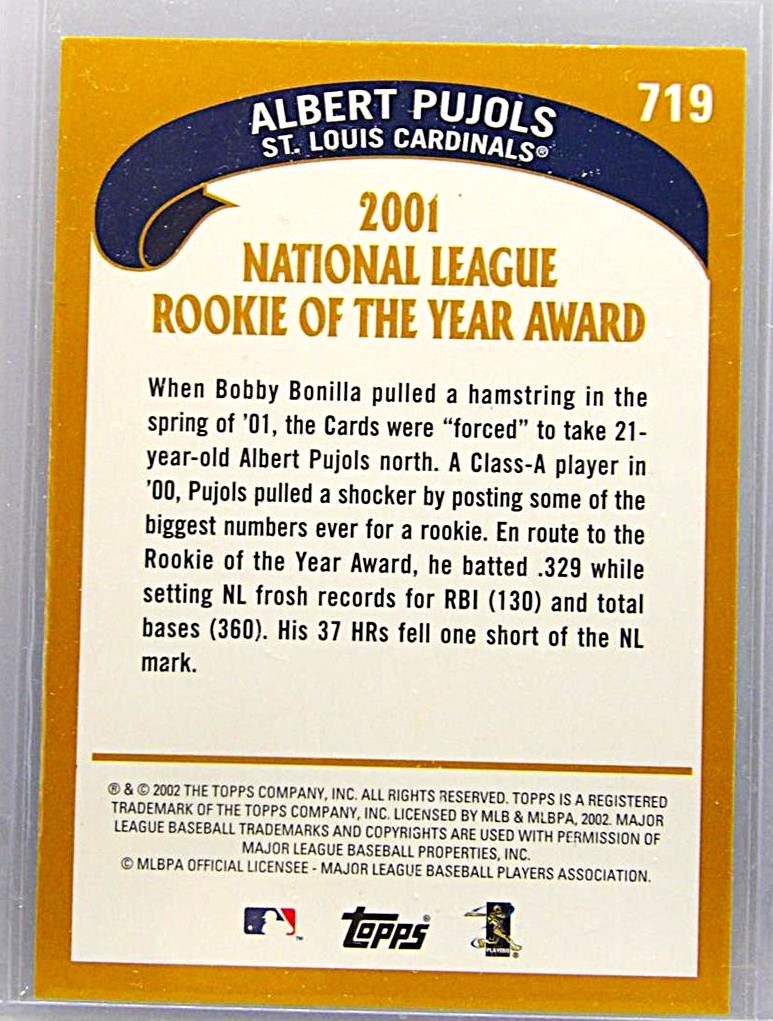 719
ALBERT PUJOLS
ST. LOUIS CARDINALS®
2001
NATIONAL LEAGUE
ROOKIE OF THE YEAR AWARD
When Bobby Bonilla pulled a hamstring in the
spring of '01, the Cards were “forced” to take 21-
year-old Albert Pujols north. A Class-A player in
'00, Pujols pulled a shocker by posting some of the
biggest numbers ever for a rookie. En route to the
Rookie of the Year Award, he batted .329 while
setting NL frosh records for RBI (130) and total
bases (360). His 37 HRs fell one short of the NL
mark.
® & © 2002 THE TOPPS COMPANY, INC. ALL RIGHTS RESERVED. TOPPS IS A REGISTERED
TRADEMARK OF THE TOPPS COMPANY, INC. LICENSED BY MLB & MLBPA, 2002. MAJOR
LEAGUE BASEBALL TRADEMARKS AND COPYRIGHTS ARE USED WITH PERMISSION OF
MAJOR LEAGUE BASEBALL PROPERTIES, INC.
© MLBPA OFFICIAL LICENSEE - MAJOR LEAGUE BASEBALL PLAYERS ASSOCIATION.
™ Topps® PLAYERS ®